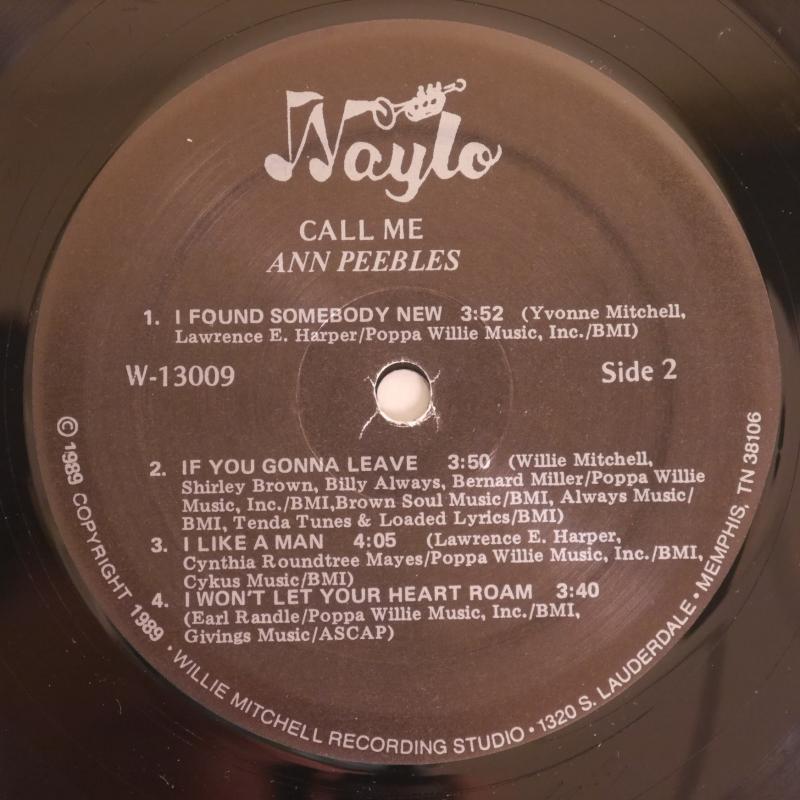 Waylo
CALL ME
ANN PEEBLES
1. I FOUND SOMEBODY NEW 3:52 (Yvonne Mitchell,
Lawrence E. Harper/Poppa Willie Music, Inc./BMI)
W-13009
Side 2
2. IF YOU GONNA LEAVE 3:50 (Willie Mitchell,
Shirley Brown, Billy Always, Bernard Miller/Poppa Willie
Music, Inc./BMI,Brown Soul Music/BMI, Always Music/
BMI, Tenda Tunes & Loaded Lyrics/BMI)
3. I LIKE A MAN 4:05 (Lawrence E. Harper,
Cynthia Roundtree Mayes/Poppa Willie Music, Inc./BMI,
Cykus Music/BMI)
4. I WON'T LET YOUR HEART ROAM 3:40
(Earl Randle/Poppa Willie Music, Inc./BMI,
Givings Music/ASCAP)
© 1989 COPYRIGHT 1989 • WILLIE MITCHELL RECORDING STUDIO • 1320 S. LAUDERDALE • MEMPHIS, TN 38106